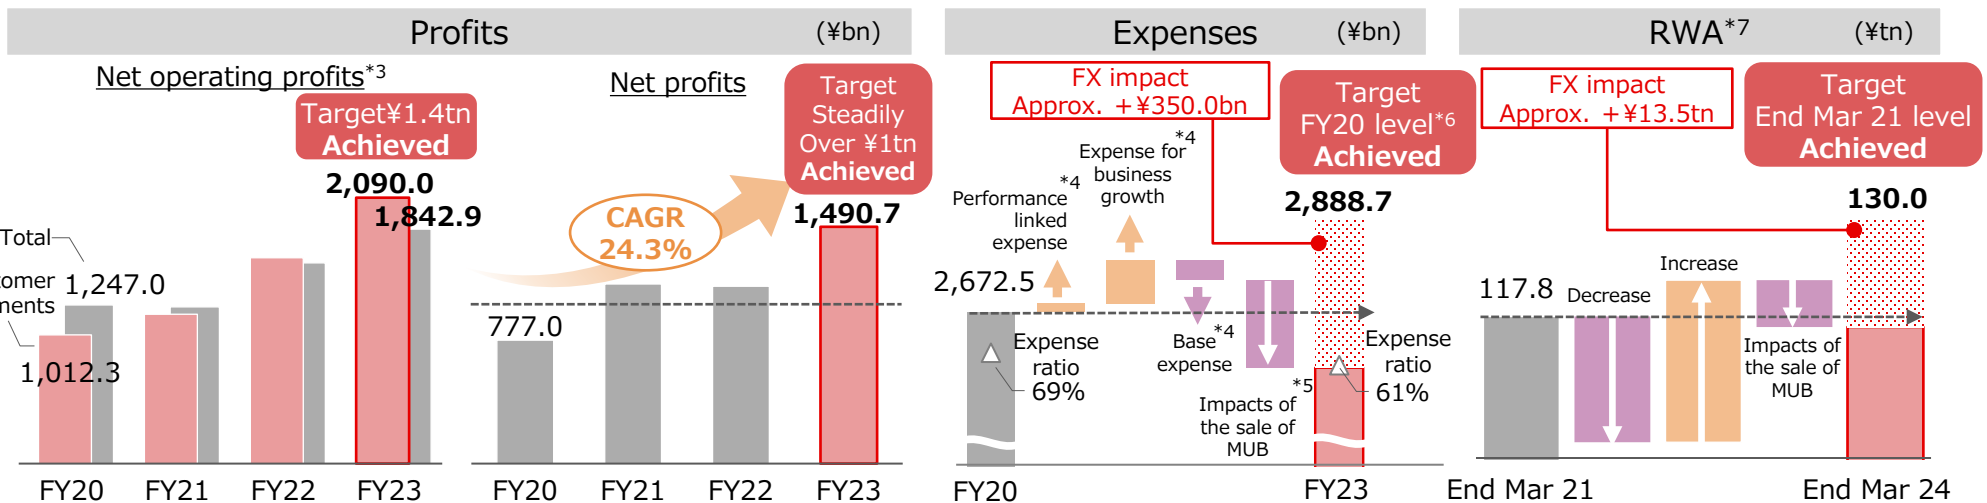 Profits (¥bn)
Net operating profits*3
Target¥1.4tn
Achieved
2,090.0
1,842.9
Total
1,247.0
tomer
ments
1,012.3
FY20 FY21 FY22 FY23
Net profits
Target
Steadily
Over ¥1tn
Achieved
CAGR
24.3%
1,490.7
777.0
FY20 FY21 FY22 FY23
Expenses (¥bn)
FX impact
Approx. +¥350.0bn
Target
FY20 level*6
Achieved
2,888.7
Performance*4
linked
expense
Expense for*4
business
growth
2,672.5
Expense
ratio
69%
Base*4
expense
*5
Impacts of
the sale of
MUB
Expense
ratio
61%
FY20 FY23
RWA*7 (¥tn)
FX impact
Approx. +¥13.5tn
Target
End Mar 21 level
Achieved
130.0
117.8
Decrease
Increase
Impacts of
the sale of
MUB
End Mar 21 End Mar 24